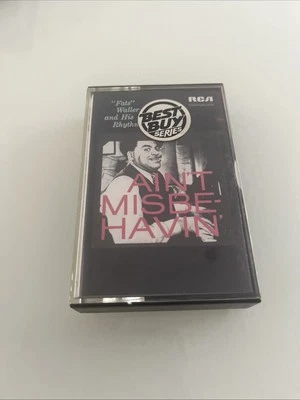 "Fats"
Waller
and His
Rhythm
RCA
BEST
BUY
SERIES
AIN'T
MISBE-
HAVIN'